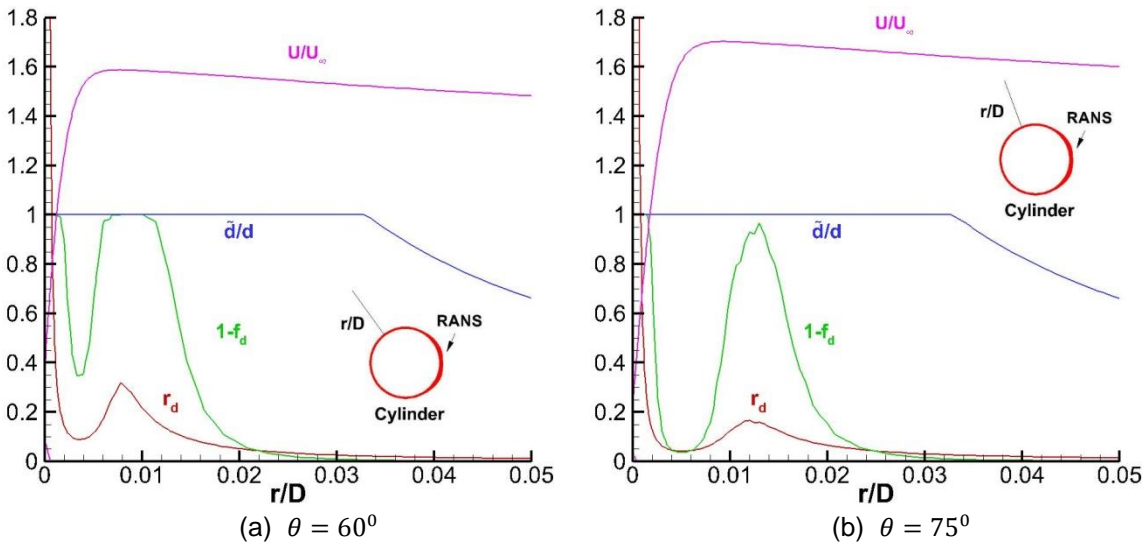 1.8
1.6
1.4
1.2
1
0.8
0.6
0.4
0.2
0
U/U∞
d̃/d
1-fd
rd
r/D
RANS
Cylinder
0 0.01 0.02 0.03 0.04 0.05
r/D
(a) θ = 60⁰
1.8
1.6
1.4
1.2
1
0.8
0.6
0.4
0.2
0
U/U∞
r/D
RANS
Cylinder
d̃/d
1-fd
rd
0 0.01 0.02 0.03 0.04 0.05
r/D
(b) θ = 75⁰